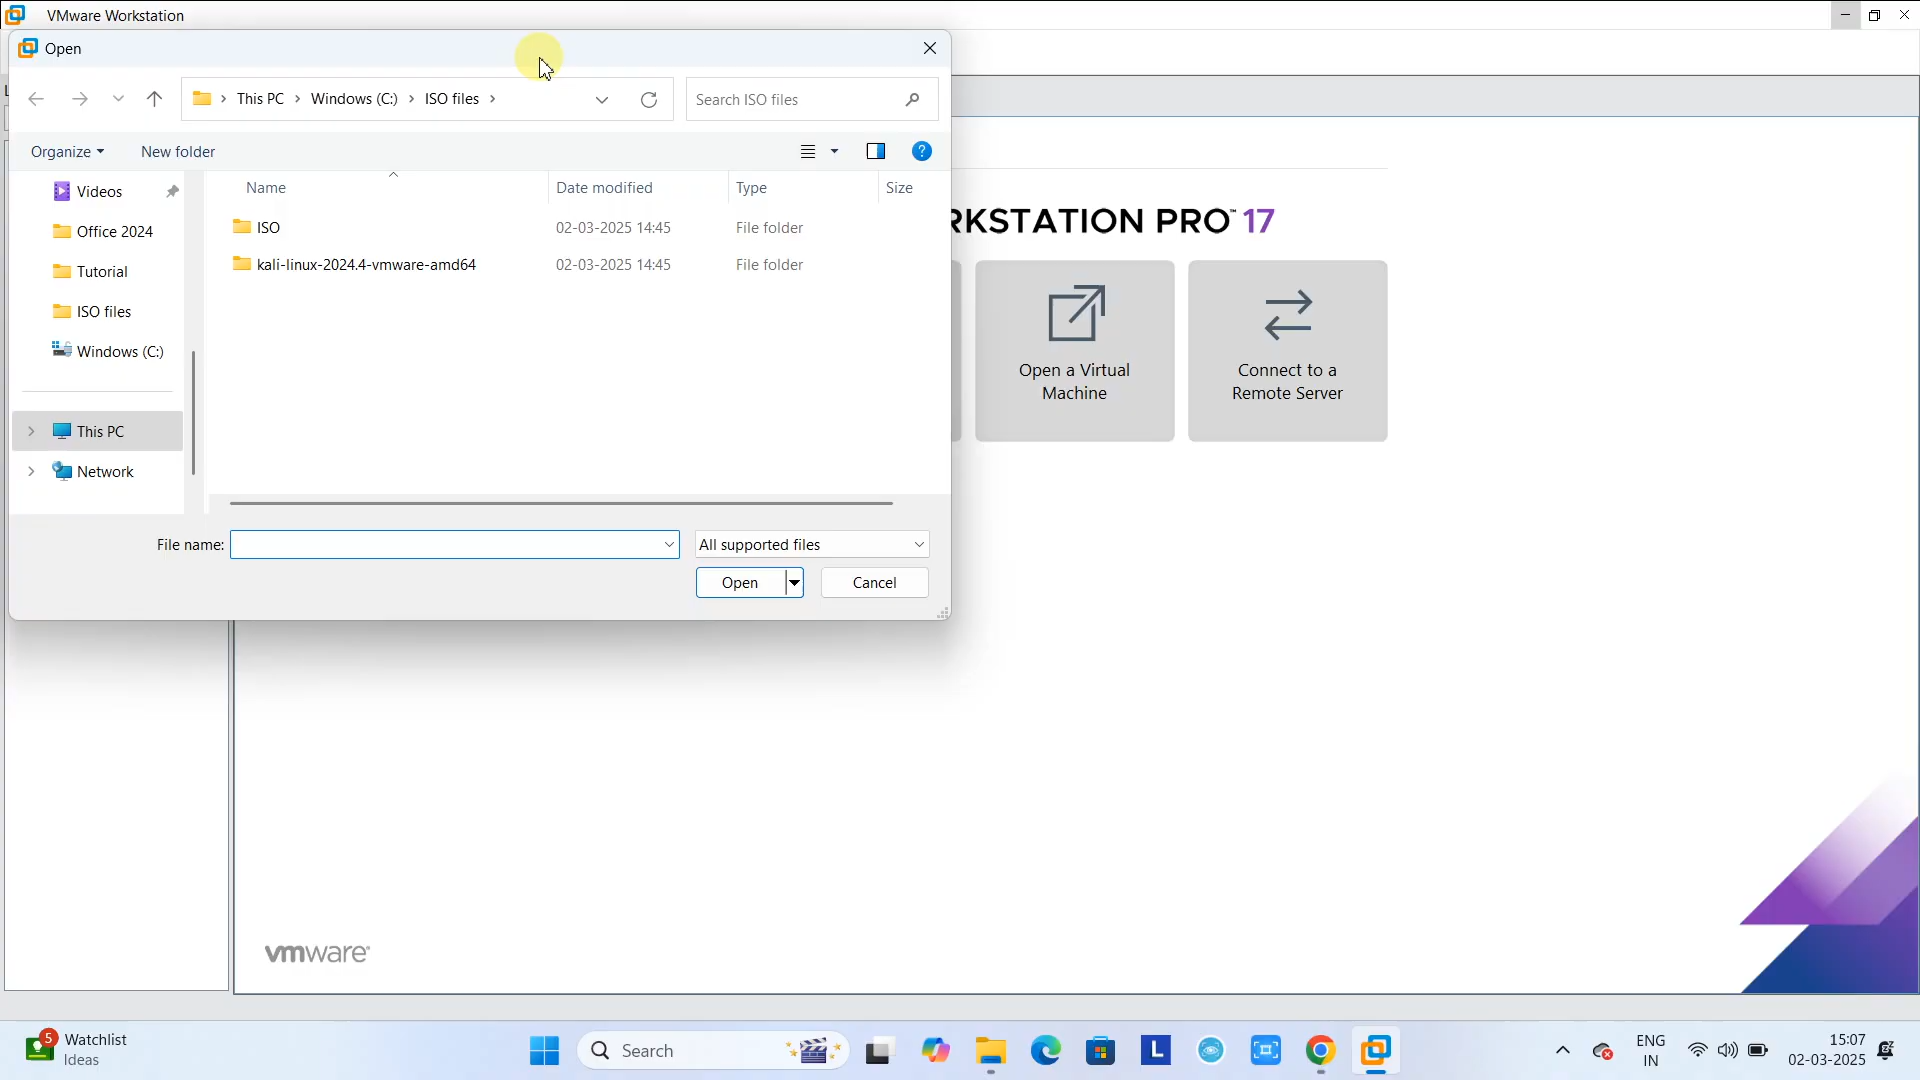 VMware Workstation
Open
This PC
Windows (C:)
ISO files
Search ISO files
Organize
New folder
Name
Date modified
Type
Size
ISO
02-03-2025 14:45
File folder
kali-linux-2024.4-vmware-amd64
02-03-2025 14:45
File folder
Videos
Office 2024
Tutorial
ISO files
Windows (C:)
This PC
Network
File name:
All supported files
Open
Cancel
RKSTATION PRO™ 17
Open a Virtual
Machine
Connect to a
Remote Server
vmware®
5
Watchlist
Ideas
Search
L
ENG
IN
15:07
02-03-2025